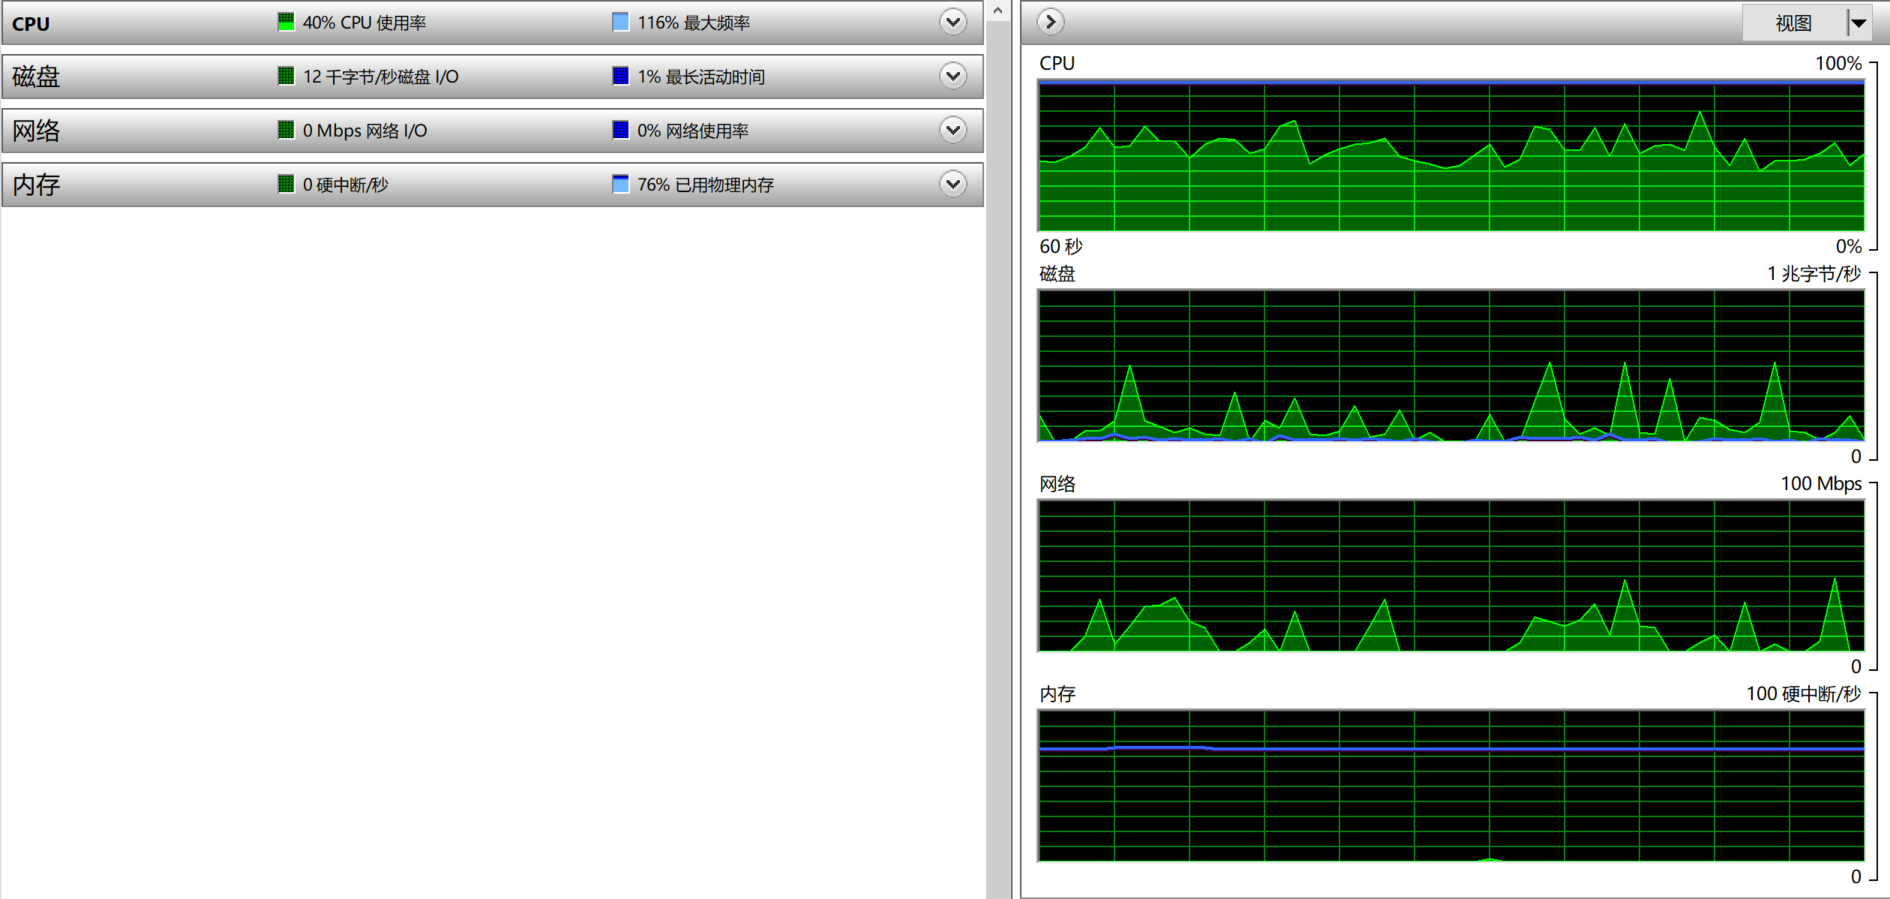 CPU 40% CPU 使用率 116% 最大频率
磁盘 12 千字节/秒磁盘 I/O 1% 最长活动时间
网络 0 Mbps 网络 I/O 0% 网络使用率
内存 0 硬中断/秒 76% 已用物理内存
视图
CPU 100%
60 秒 0%
磁盘 1 兆字节/秒
0
网络 100 Mbps
0
内存 100 硬中断/秒
0